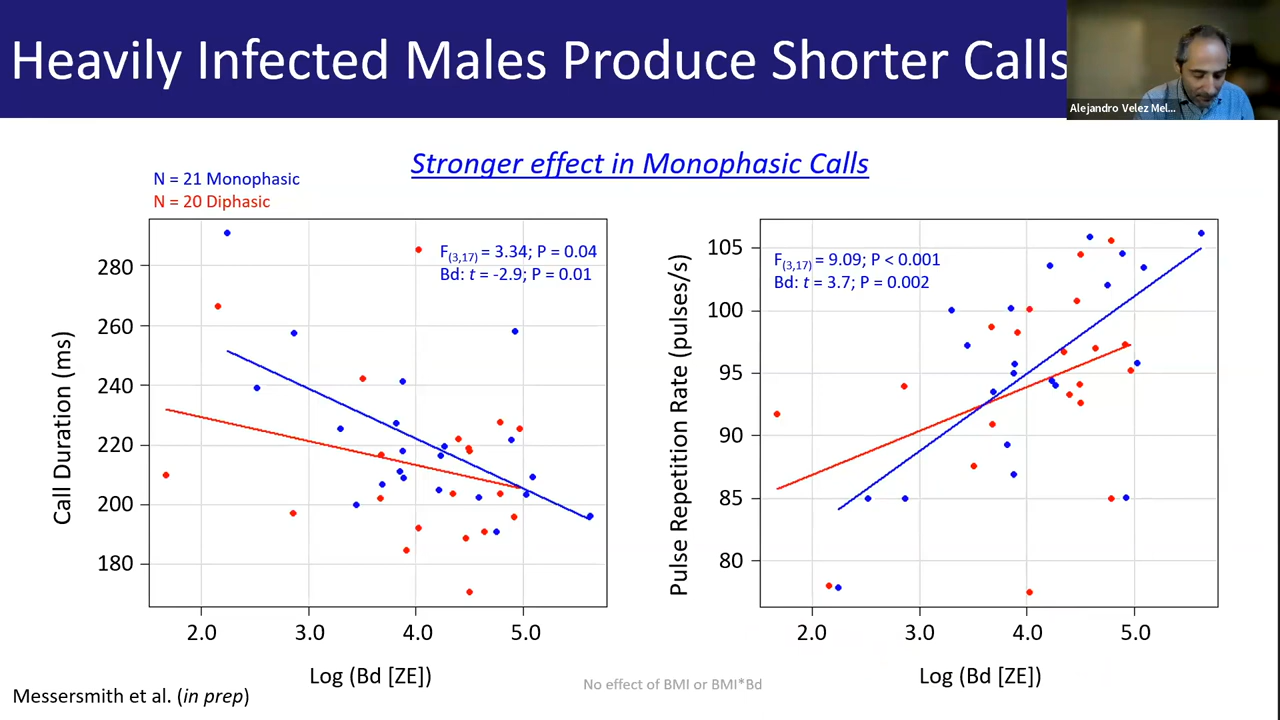 Heavily Infected Males Produce Shorter Calls
Alejandro Velez Mel...
Stronger effect in Monophasic Calls
N = 21 Monophasic
N = 20 Diphasic
F(3,17) = 3.34; P = 0.04
Bd: t = -2.9; P = 0.01
280
260
240
220
200
180
Call Duration (ms)
2.0 3.0 4.0 5.0
Log (Bd [ZE])
F(3,17) = 9.09; P < 0.001
Bd: t = 3.7; P = 0.002
105
100
95
90
85
80
Pulse Repetition Rate (pulses/s)
2.0 3.0 4.0 5.0
Log (Bd [ZE])
No effect of BMI or BMI*Bd
Messersmith et al. (in prep)